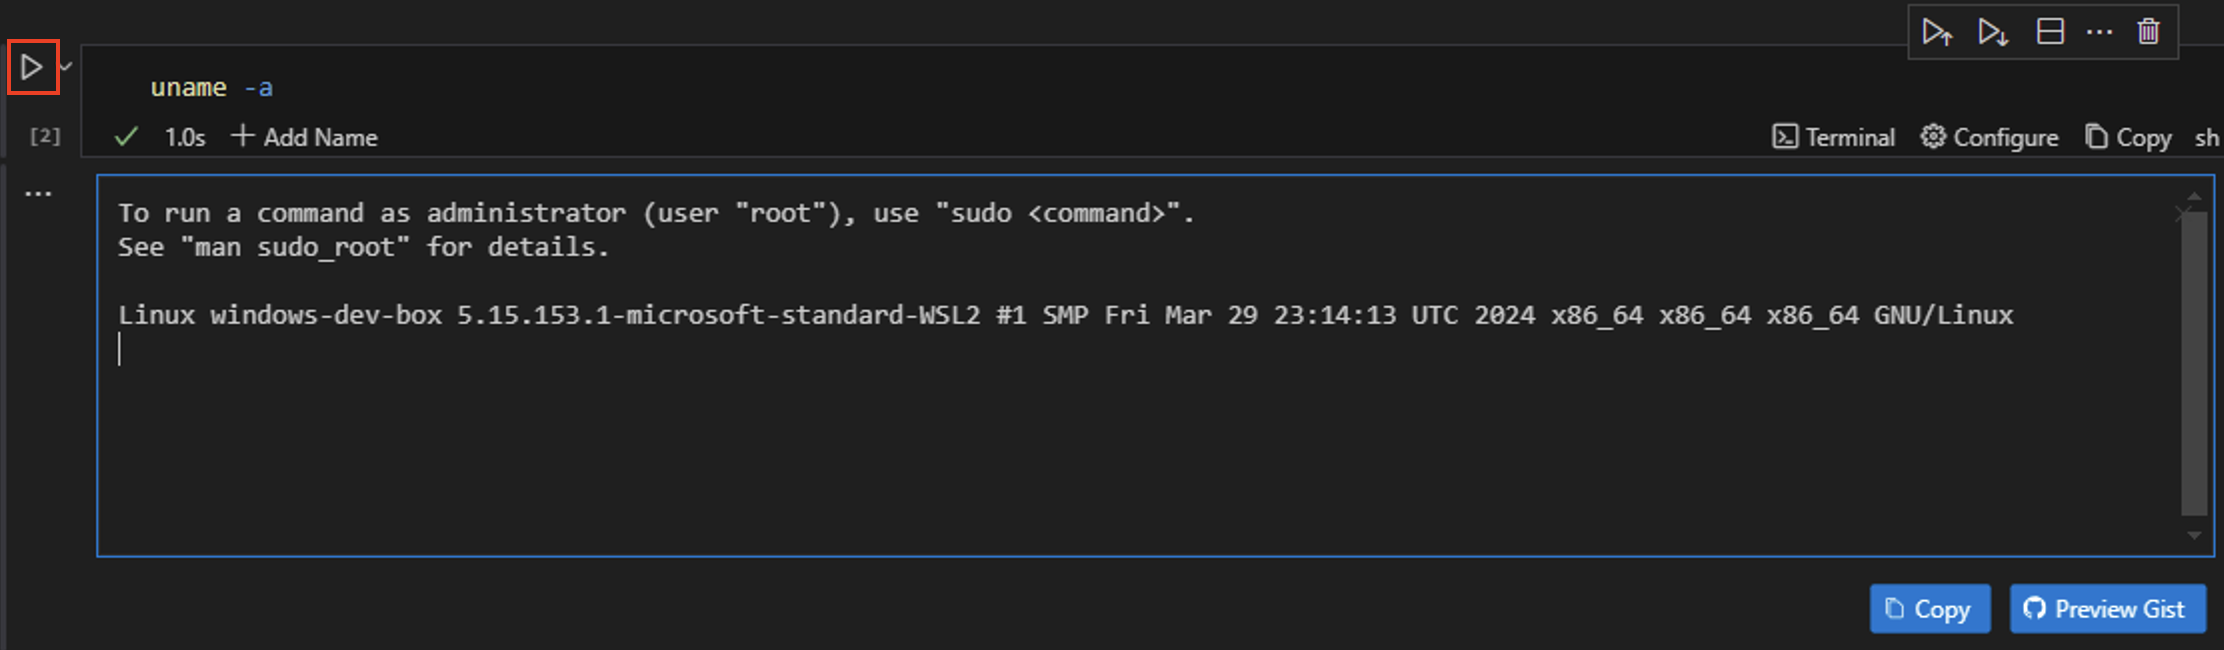 uname -a
[2] 1.0s Add Name Terminal Configure Copy sh
To run a command as administrator (user "root"), use "sudo <command>".
See "man sudo_root" for details.
Linux windows-dev-box 5.15.153.1-microsoft-standard-WSL2 #1 SMP Fri Mar 29 23:14:13 UTC 2024 x86_64 x86_64 x86_64 GNU/Linux
Copy Preview Gist